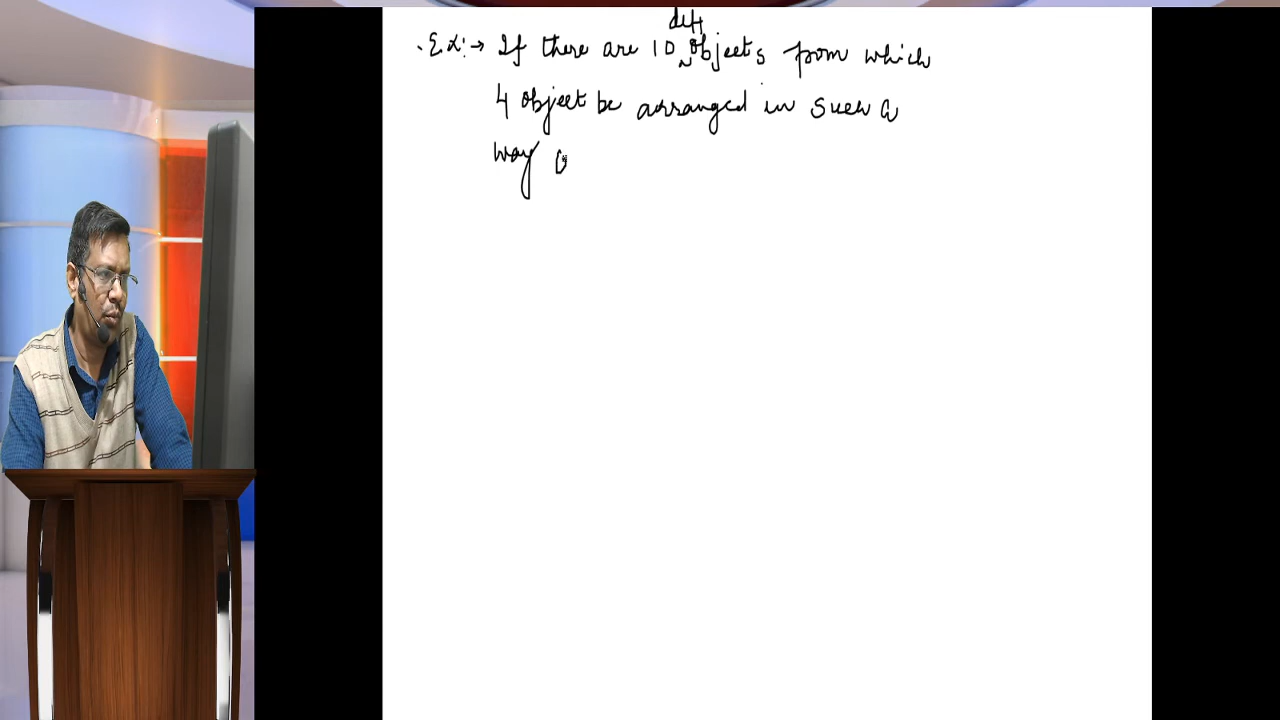 Ex:→ If there are 10 diff objects from which
4 object be arranged in such a
way